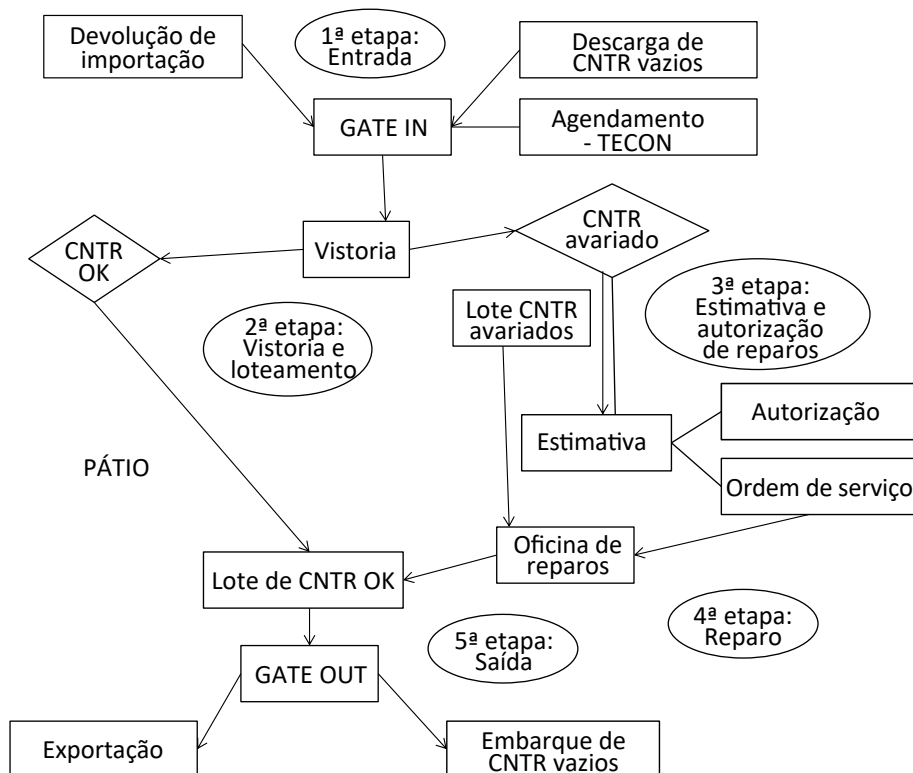 Devolução de
importação
1ª etapa:
Entrada
Descarga de
CNTR vazios
GATE IN
Agendamento
- TECON
CNTR
OK
Vistoria
CNTR
avariado
2ª etapa:
Vistoria e
loteamento
Lote CNTR
avariados
3ª etapa:
Estimativa e
autorização
de reparos
Estimativa
Autorização
PÁTIO
Ordem de serviço
Lote de CNTR OK
Oficina de
reparos
4ª etapa:
Reparo
5ª etapa:
Saída
GATE OUT
Exportação
Embarque de
CNTR vazios